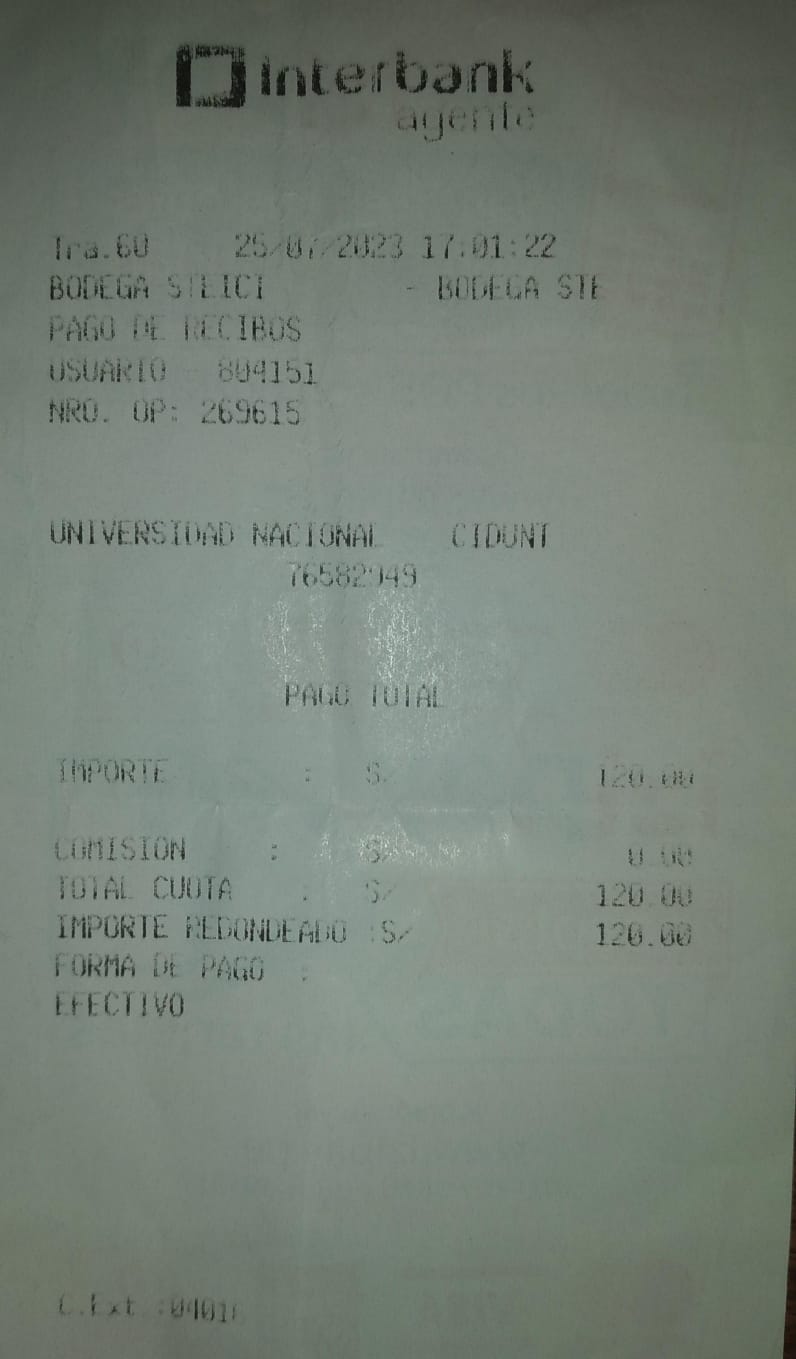 interbank
agente
Tra.60 25/07/2023 17:01:22
BODEGA - BODEGA STE
PAGO DE RECIBOS
USUARIO 804151
NRO. OP: 269615
UNIVERSIDAD NACIONAL CIDUNT
76582949
PAGO TOTAL
IMPORTE : S/ 120.00
COMISION : S/ 0.00
TOTAL CUOTA : S/ 120.00
IMPORTE REDONDEADO :S/ 120.00
FORMA DE PAGO :
EFECTIVO
C.Ext :